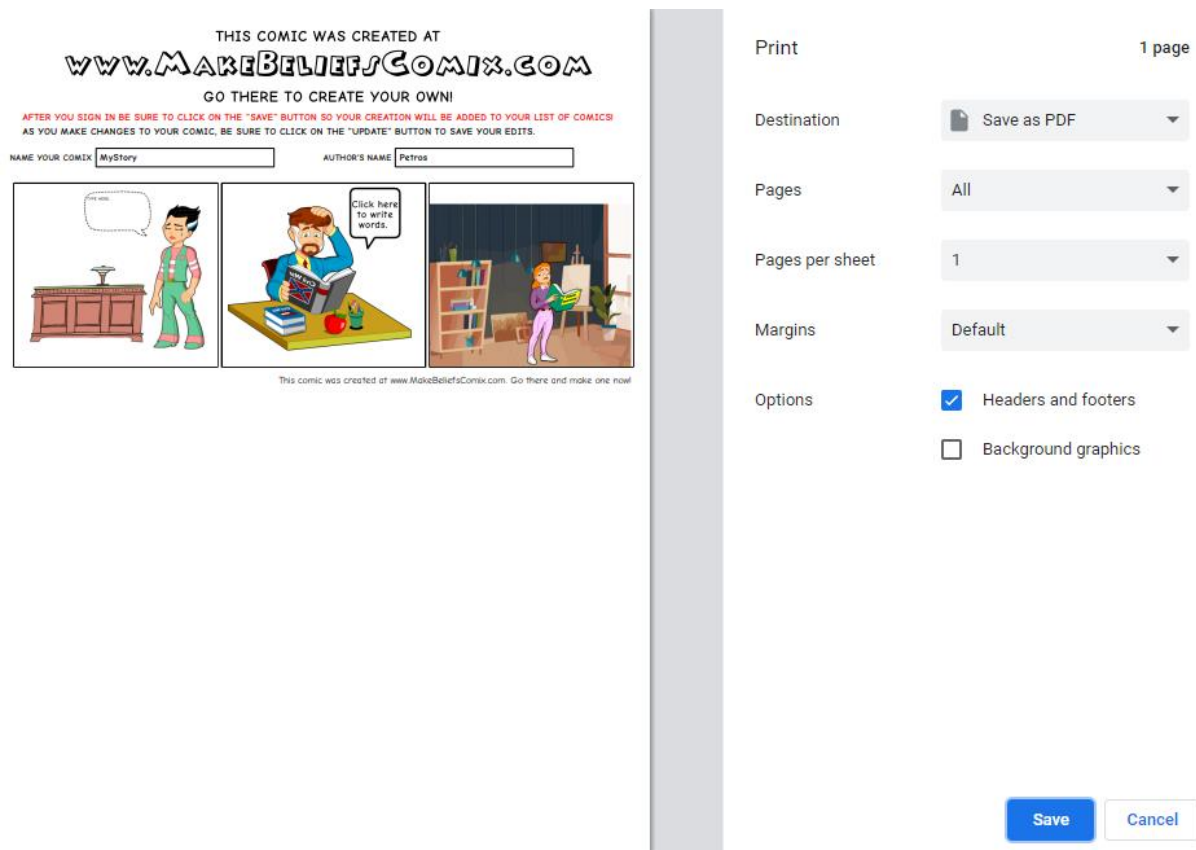 THIS COMIC WAS CREATED AT
WWW.MAKEBELIEFSCOMIX.COM
GO THERE TO CREATE YOUR OWN!
AFTER YOU SIGN IN BE SURE TO CLICK ON THE "SAVE" BUTTON SO YOUR CREATION WILL BE ADDED TO YOUR LIST OF COMICS!
AS YOU MAKE CHANGES TO YOUR COMIC, BE SURE TO CLICK ON THE "UPDATE" BUTTON TO SAVE YOUR EDITS.
NAME YOUR COMIX MyStory AUTHOR'S NAME Petros
TYPE HERE.
Click here
to write
words.
CIVIL WAR
This comic was created at www.MakeBeliefsComix.com. Go there and make one now!
Print 1 page
Destination Save as PDF
Pages All
Pages per sheet 1
Margins Default
Options Headers and footers
Background graphics
Save Cancel